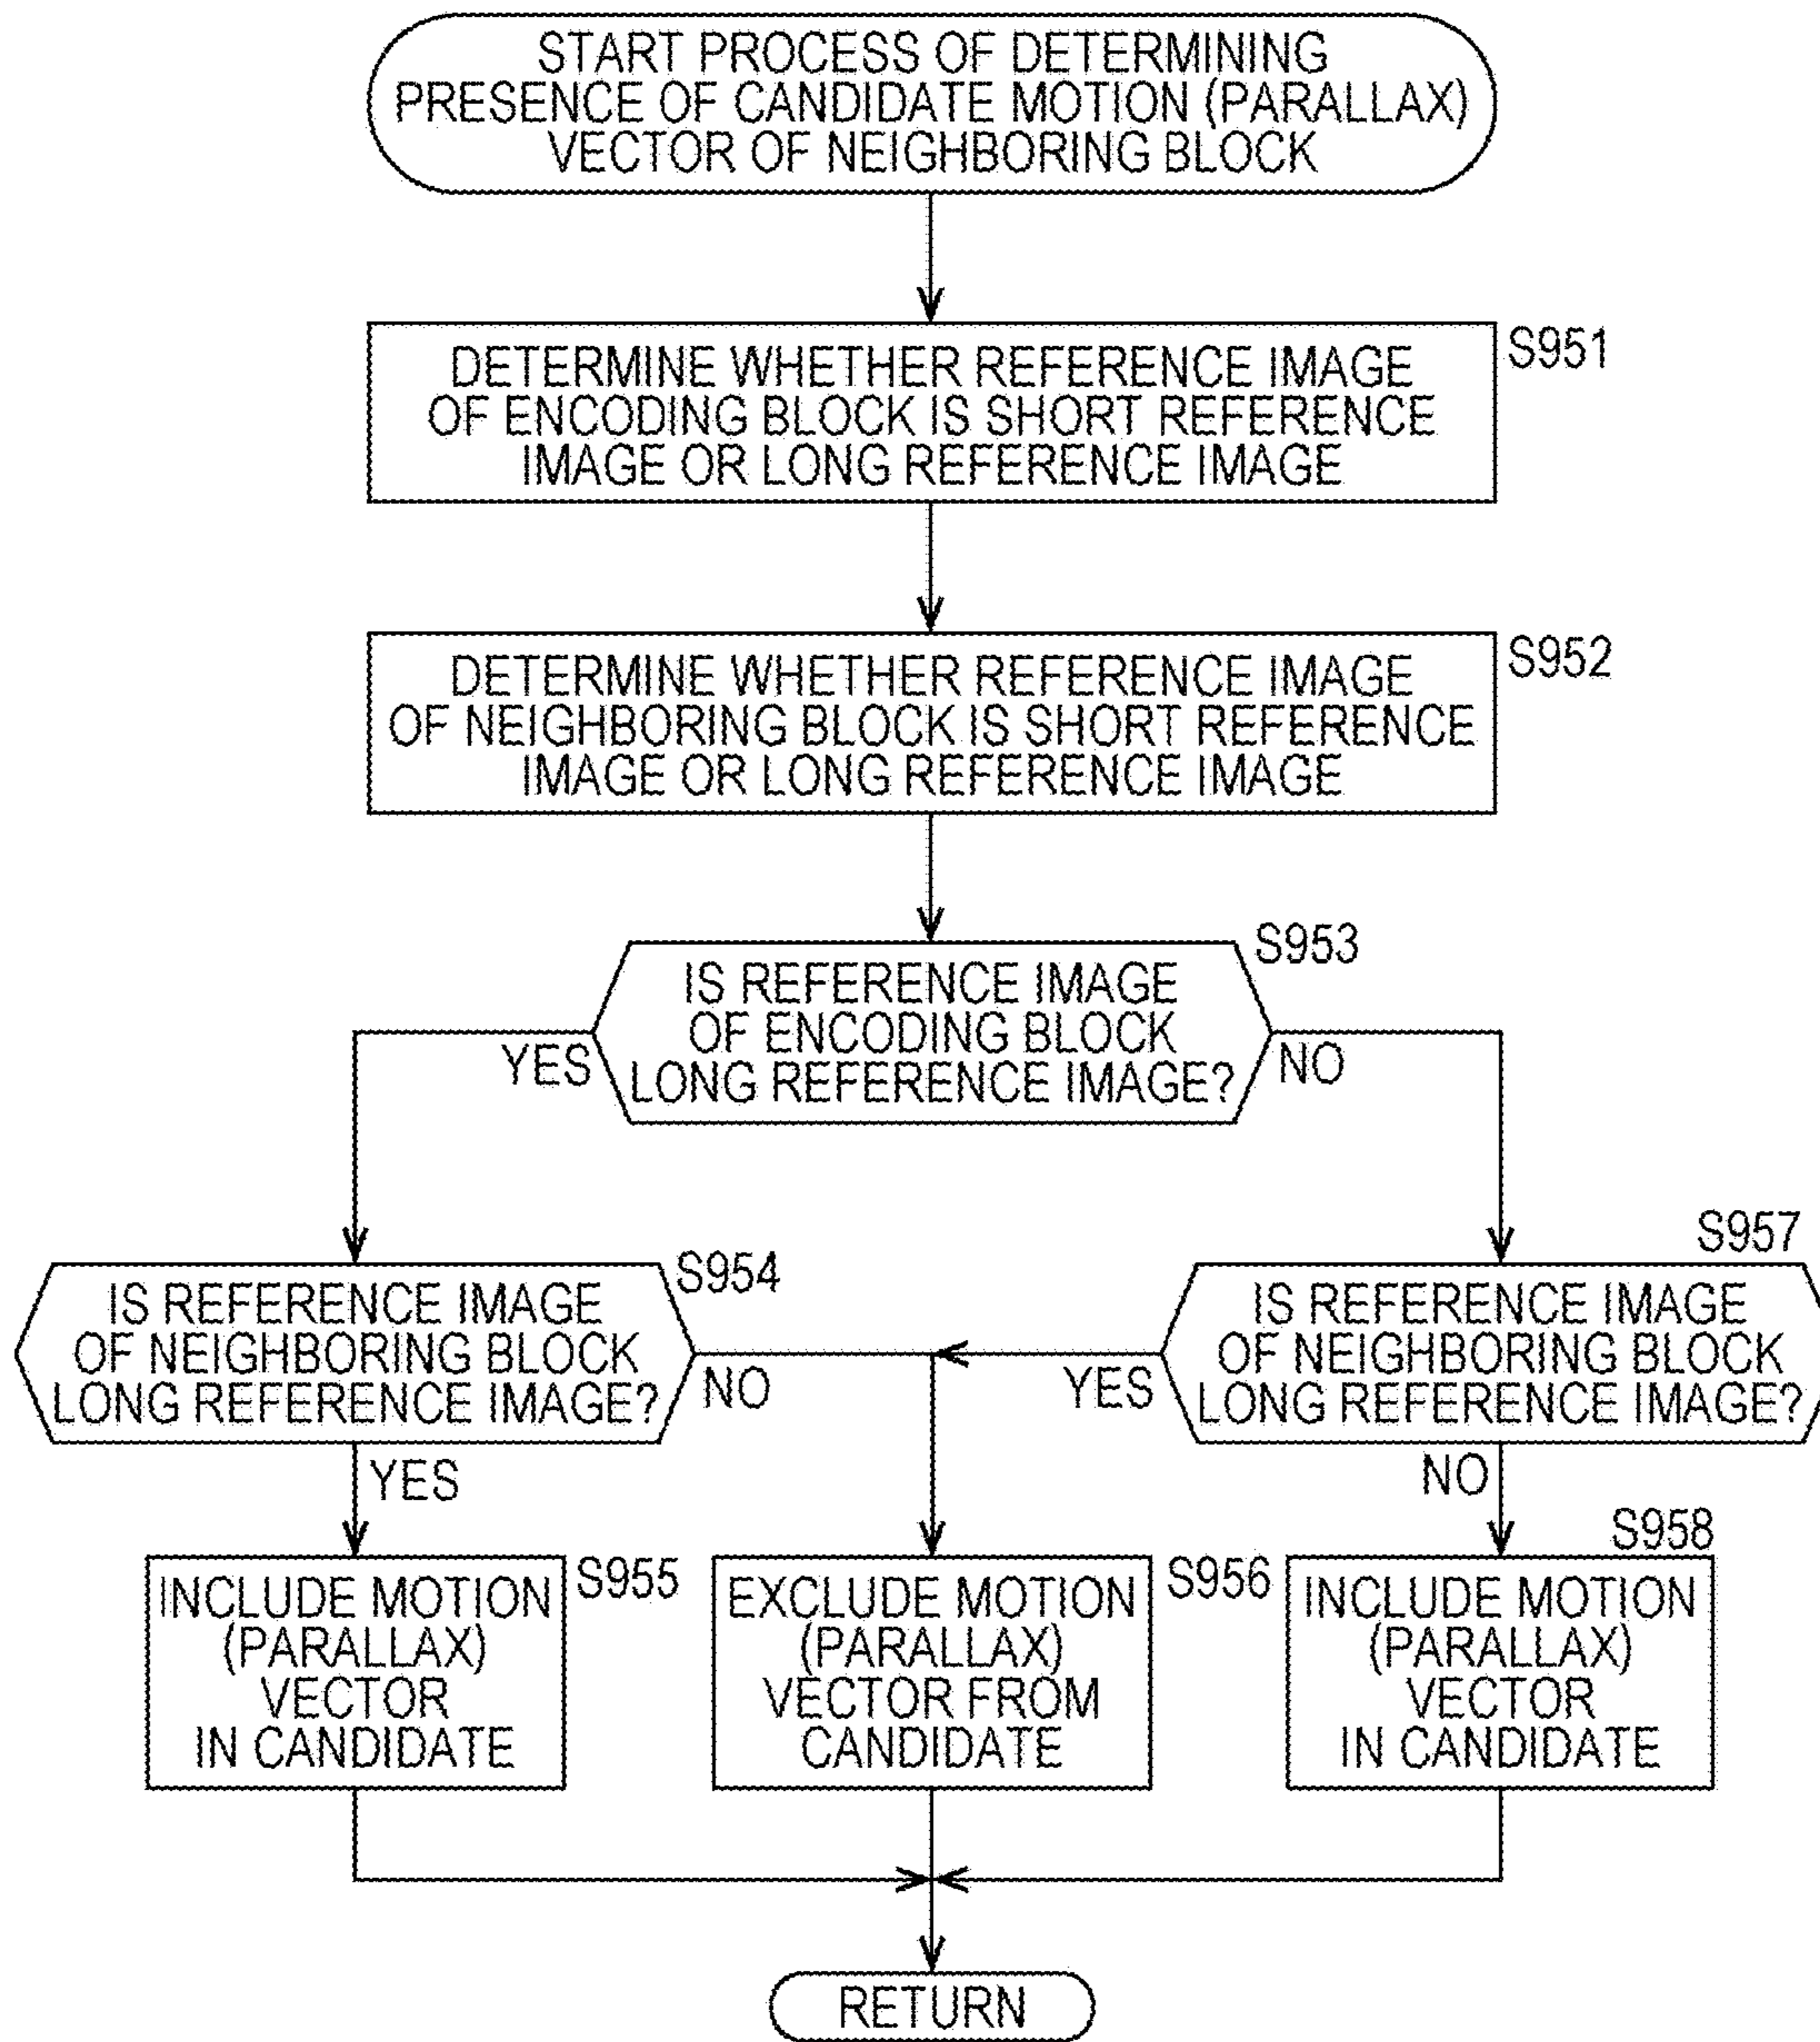 START PROCESS OF DETERMINING
PRESENCE OF CANDIDATE MOTION (PARALLAX)
VECTOR OF NEIGHBORING BLOCK
S951
DETERMINE WHETHER REFERENCE IMAGE
OF ENCODING BLOCK IS SHORT REFERENCE
IMAGE OR LONG REFERENCE IMAGE
S952
DETERMINE WHETHER REFERENCE IMAGE
OF NEIGHBORING BLOCK IS SHORT REFERENCE
IMAGE OR LONG REFERENCE IMAGE
S953
IS REFERENCE IMAGE
OF ENCODING BLOCK
LONG REFERENCE IMAGE?
YES
NO
S954
IS REFERENCE IMAGE
OF NEIGHBORING BLOCK
LONG REFERENCE IMAGE?
NO
YES
S957
IS REFERENCE IMAGE
OF NEIGHBORING BLOCK
LONG REFERENCE IMAGE?
YES
NO
S955
INCLUDE MOTION
(PARALLAX)
VECTOR
IN CANDIDATE
S956
EXCLUDE MOTION
(PARALLAX)
VECTOR FROM
CANDIDATE
S958
INCLUDE MOTION
(PARALLAX)
VECTOR
IN CANDIDATE
RETURN